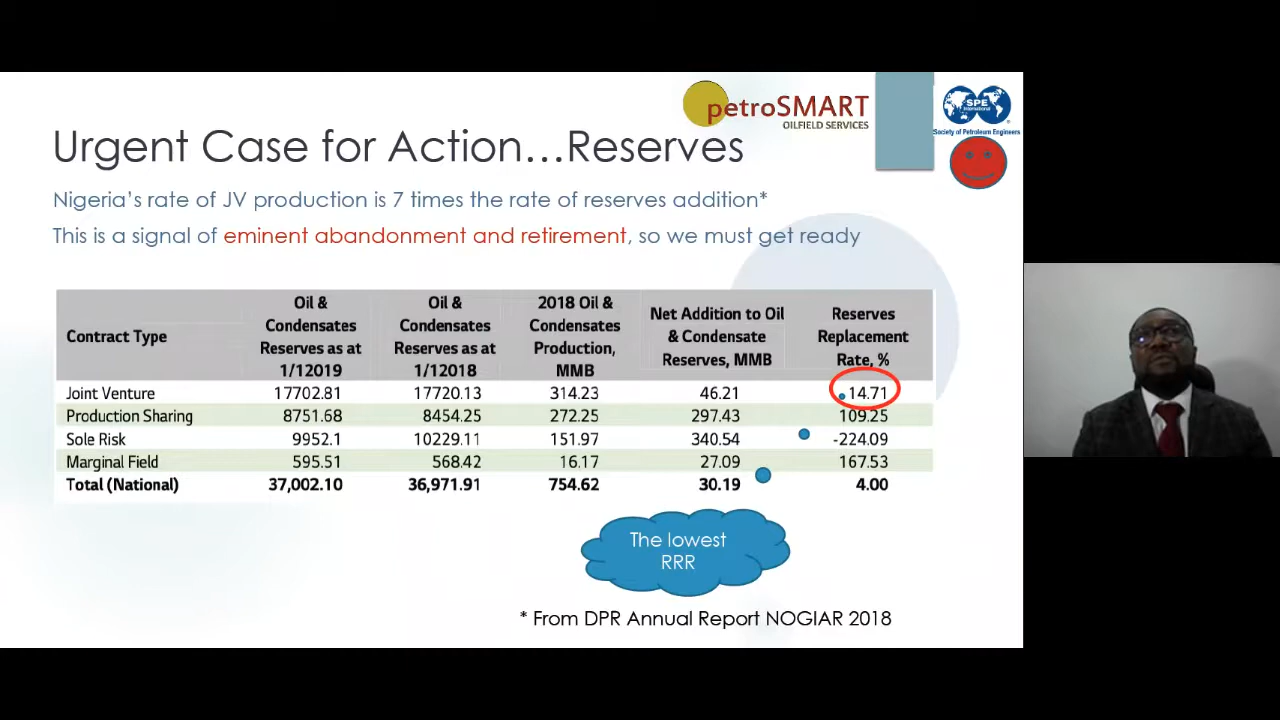 petroSMART
OILFIELD SERVICES
SPE
International
Society of Petroleum Engineers
Urgent Case for Action…Reserves
Nigeria's rate of JV production is 7 times the rate of reserves addition*
This is a signal of eminent abandonment and retirement, so we must get ready
Contract Type
Oil &
Condensates
Reserves as at
1/12019
Oil &
Condensates
Reserves as at
1/12018
2018 Oil &
Condensates
Production,
MMB
Net Addition to Oil
& Condensate
Reserves, MMB
Reserves
Replacement
Rate, %
Joint Venture 17702.81 17720.13 314.23 46.21 14.71
Production Sharing 8751.68 8454.25 272.25 297.43 109.25
Sole Risk 9952.1 10229.11 151.97 340.54 -224.09
Marginal Field 595.51 568.42 16.17 27.09 167.53
Total (National) 37,002.10 36,971.91 754.62 30.19 4.00
The lowest
RRR
* From DPR Annual Report NOGIAR 2018